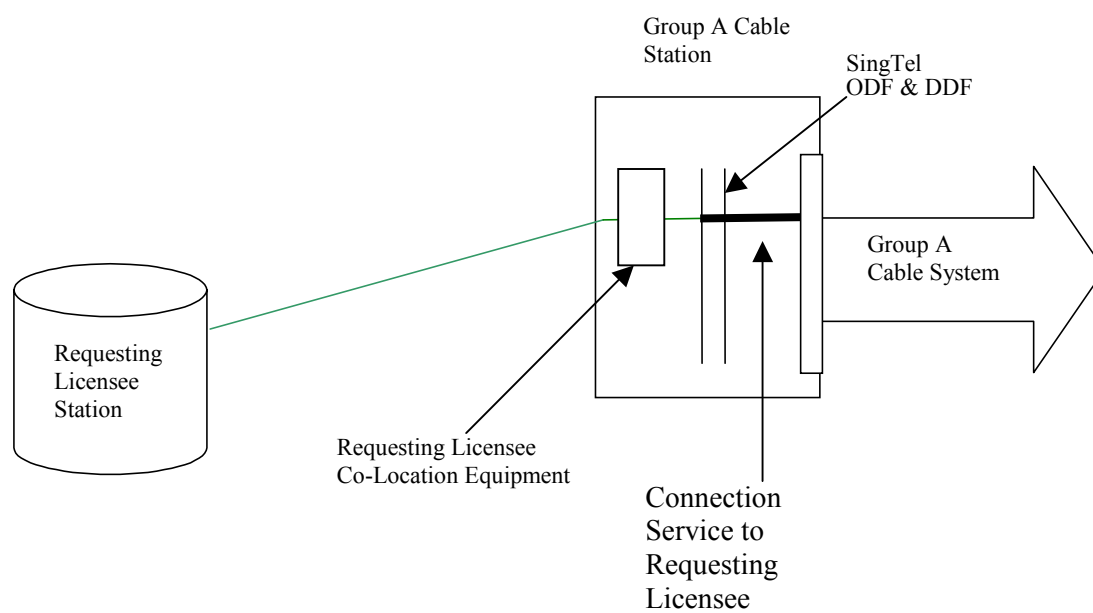 Group A Cable
Station
SingTel
ODF & DDF
Group A
Cable System
Requesting
Licensee
Station
Requesting Licensee
Co-Location Equipment
Connection
Service to
Requesting
Licensee